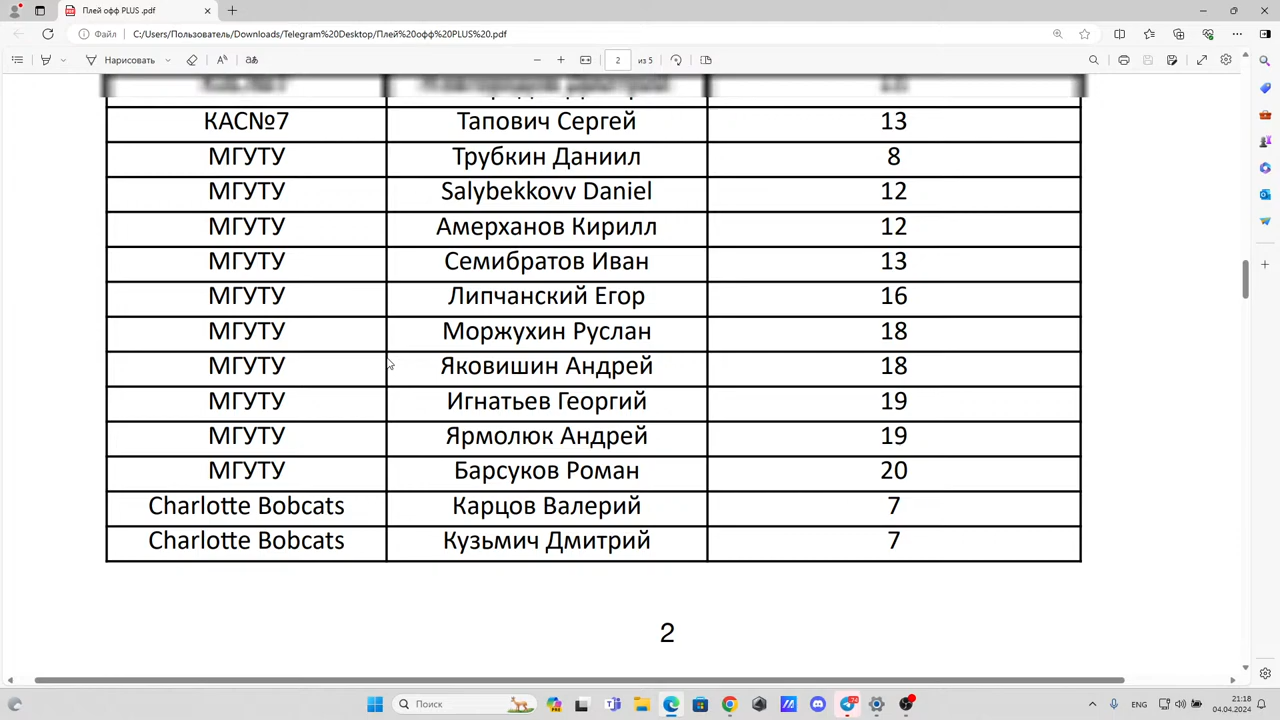 Плей офф PLUS .pdf
Файл C:/Users/Пользователь/Downloads/Telegram%20Desktop/Плей%20офф%20PLUS%20.pdf
Нарисовать 2 из 5
КАС№7 Тапович Сергей 13
МГУТУ Трубкин Даниил 8
МГУТУ Salybekkovv Daniel 12
МГУТУ Амерханов Кирилл 12
МГУТУ Семибратов Иван 13
МГУТУ Липчанский Егор 16
МГУТУ Моржухин Руслан 18
МГУТУ Яковишин Андрей 18
МГУТУ Игнатьев Георгий 19
МГУТУ Ярмолюк Андрей 19
МГУТУ Барсуков Роман 20
Charlotte Bobcats Карцов Валерий 7
Charlotte Bobcats Кузьмич Дмитрий 7
2
Поиск ENG 21:18
04.04.2024